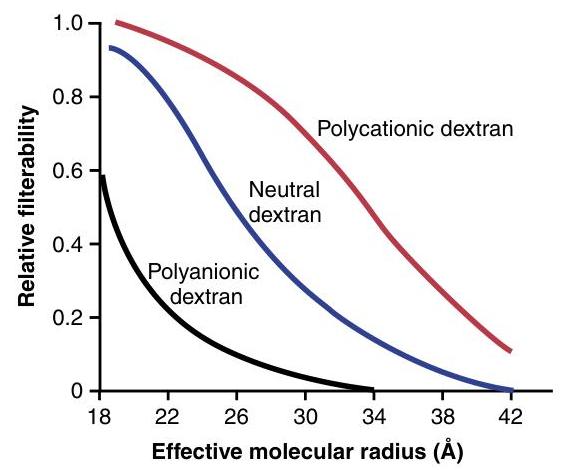 1.0
0.8
0.6
0.4
0.2
0
Relative filterability
Polycationic dextran
Neutral
dextran
Polyanionic
dextran
18 22 26 30 34 38 42
Effective molecular radius (Å)